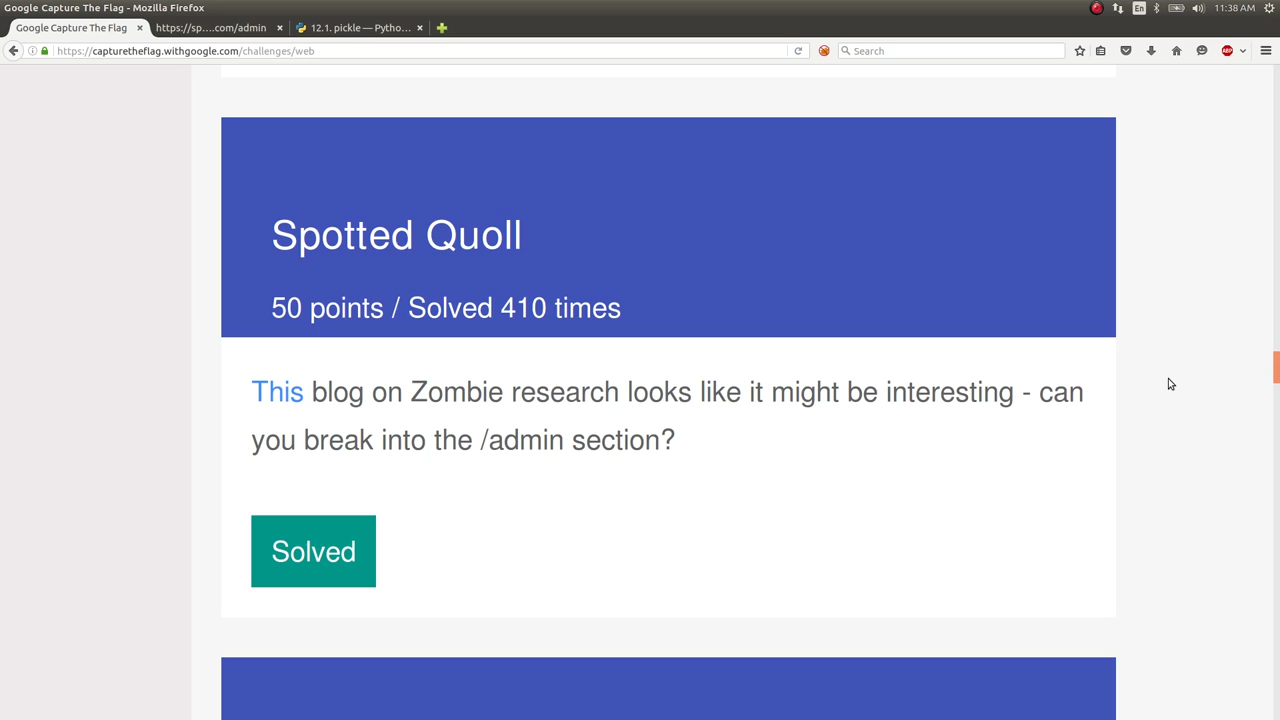 Google Capture The Flag - Mozilla Firefox
En
11:38 AM
Google Capture The Flag ×
https://sp....com/admin ×
12.1. pickle — Pytho... ×
https://capturetheflag.withgoogle.com/challenges/web
Search
ABP
Spotted Quoll
50 points / Solved 410 times
This blog on Zombie research looks like it might be interesting - can
you break into the /admin section?
Solved